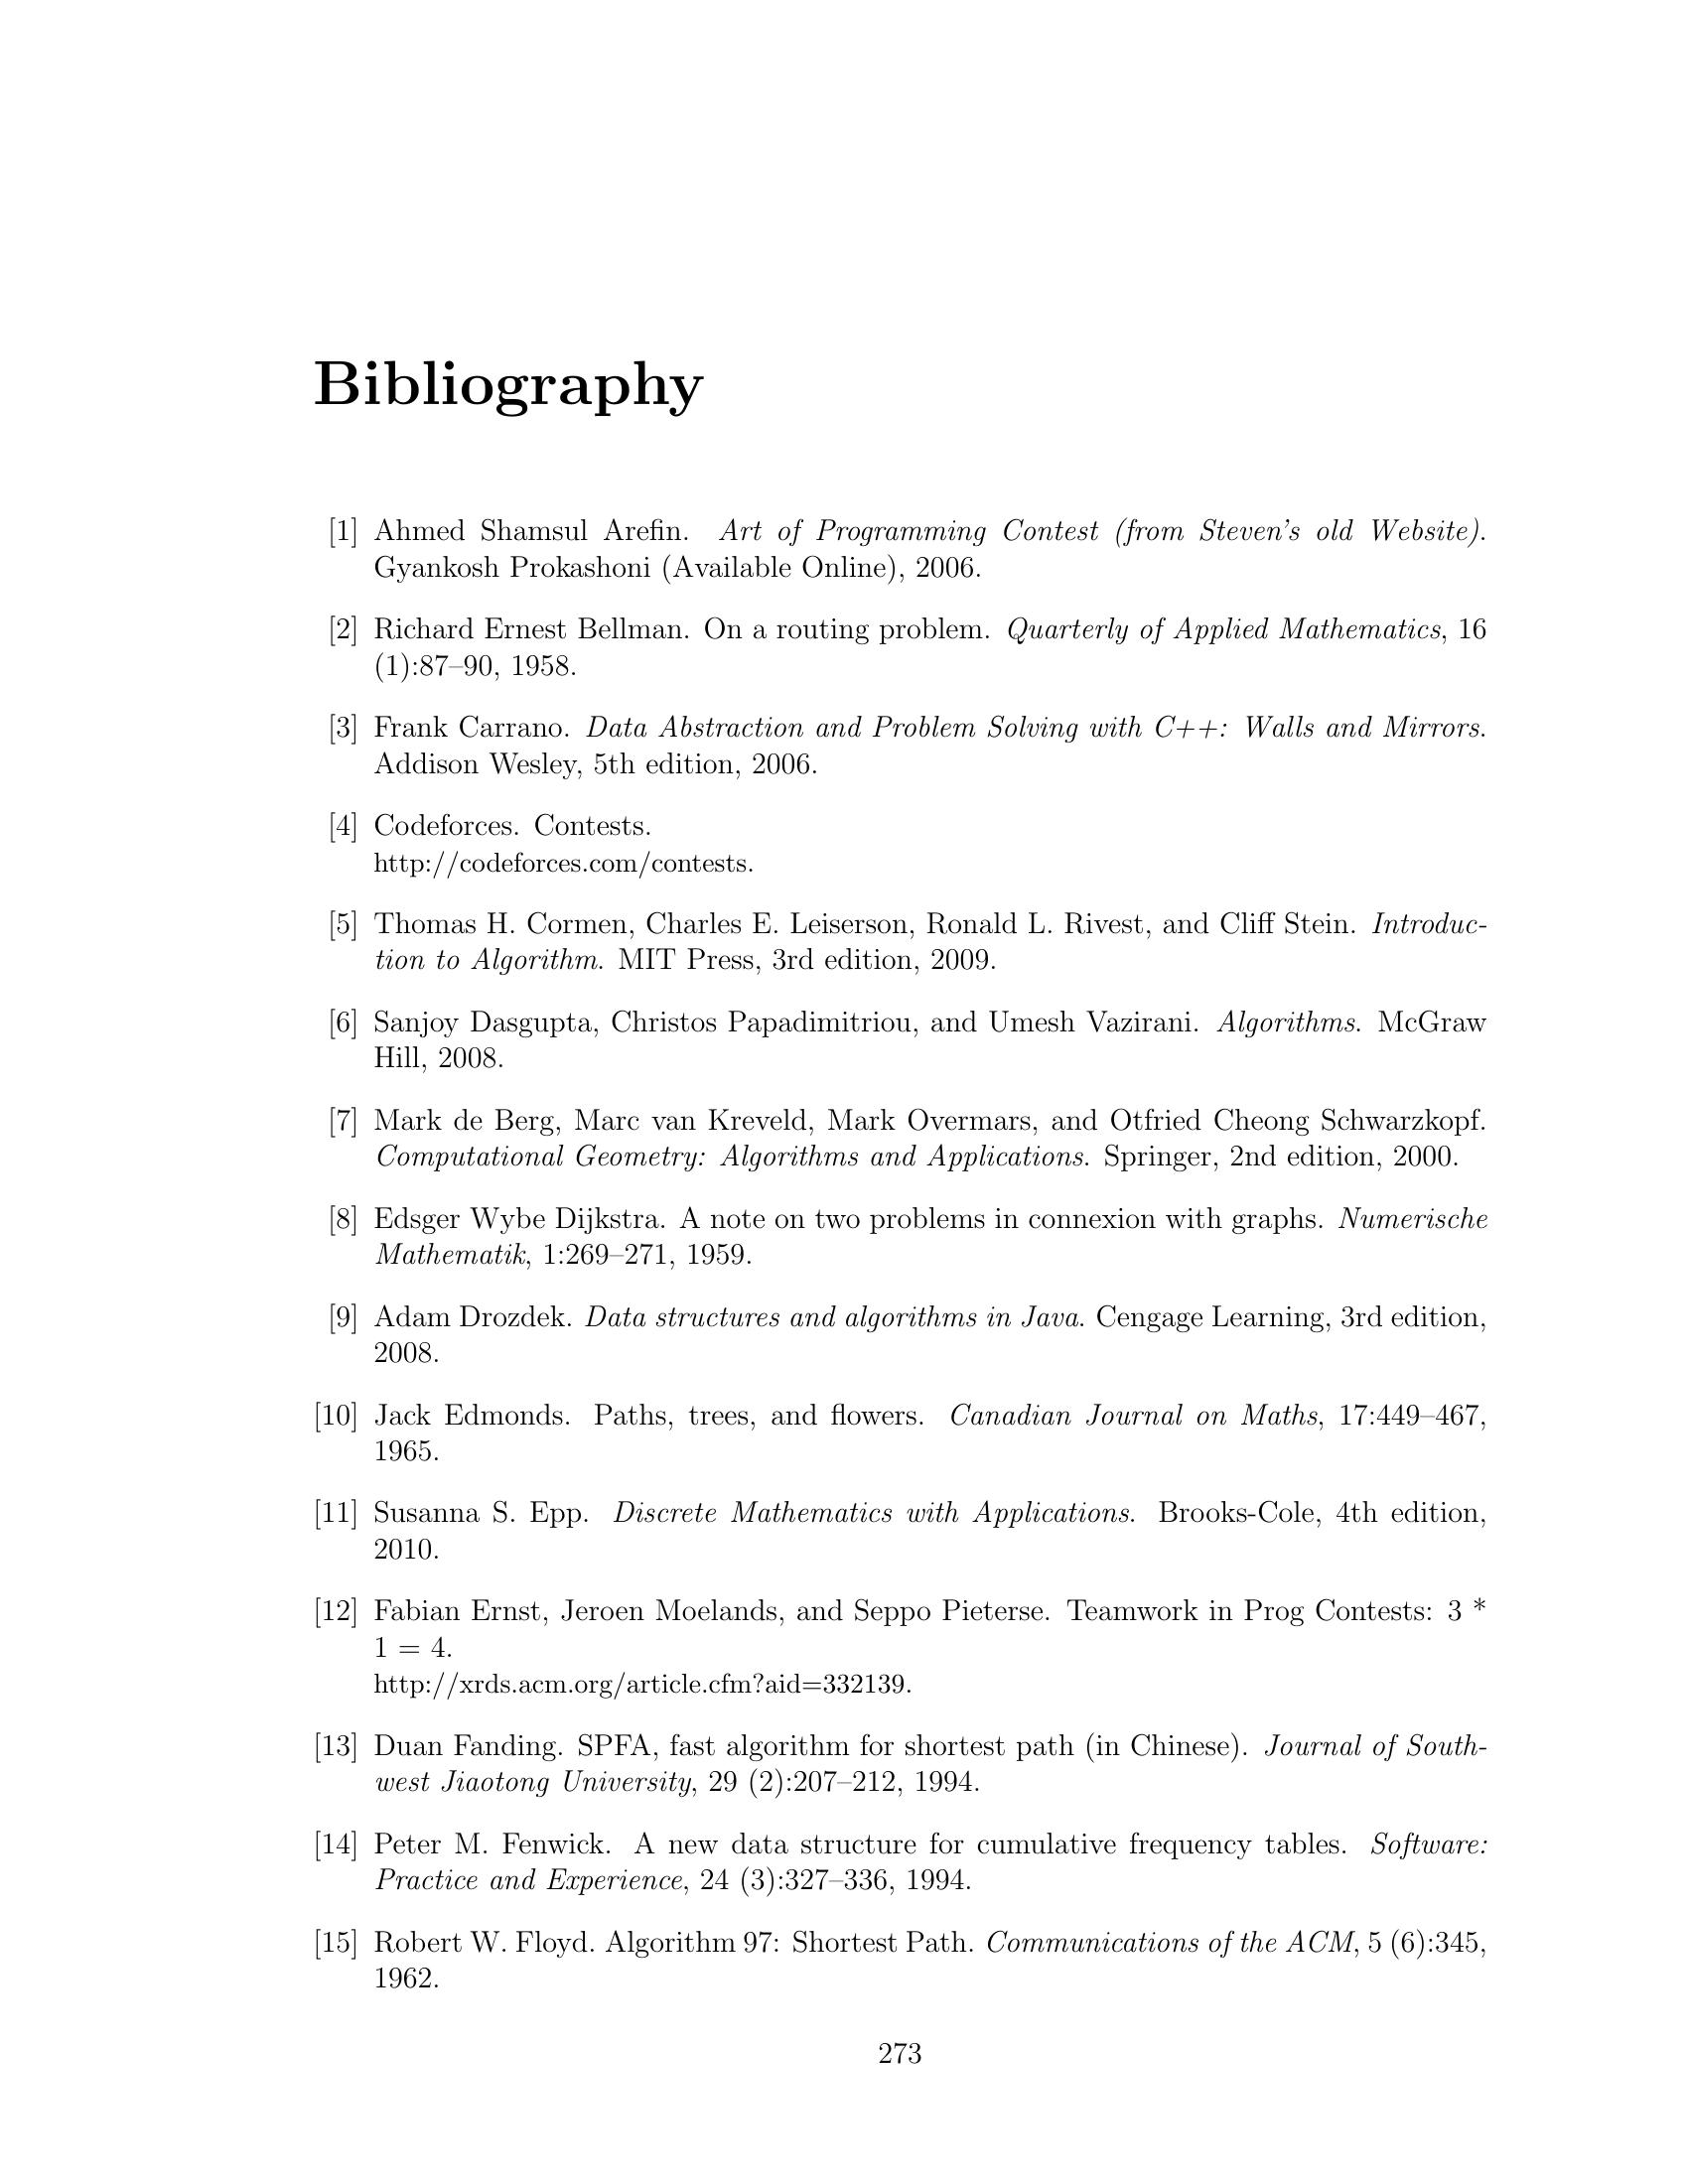 Bibliography
[1] Ahmed Shamsul Arefin. Art of Programming Contest (from Steven's old Website).
Gyankosh Prokashoni (Available Online), 2006.
[2] Richard Ernest Bellman. On a routing problem. Quarterly of Applied Mathematics, 16
(1):87–90, 1958.
[3] Frank Carrano. Data Abstraction and Problem Solving with C++: Walls and Mirrors.
Addison Wesley, 5th edition, 2006.
[4] Codeforces. Contests.
http://codeforces.com/contests.
[5] Thomas H. Cormen, Charles E. Leiserson, Ronald L. Rivest, and Cliff Stein. Introduc-
tion to Algorithm. MIT Press, 3rd edition, 2009.
[6] Sanjoy Dasgupta, Christos Papadimitriou, and Umesh Vazirani. Algorithms. McGraw
Hill, 2008.
[7] Mark de Berg, Marc van Kreveld, Mark Overmars, and Otfried Cheong Schwarzkopf.
Computational Geometry: Algorithms and Applications. Springer, 2nd edition, 2000.
[8] Edsger Wybe Dijkstra. A note on two problems in connexion with graphs. Numerische
Mathematik, 1:269–271, 1959.
[9] Adam Drozdek. Data structures and algorithms in Java. Cengage Learning, 3rd edition,
2008.
[10] Jack Edmonds. Paths, trees, and flowers. Canadian Journal on Maths, 17:449–467,
1965.
[11] Susanna S. Epp. Discrete Mathematics with Applications. Brooks-Cole, 4th edition,
2010.
[12] Fabian Ernst, Jeroen Moelands, and Seppo Pieterse. Teamwork in Prog Contests: 3 *
1 = 4.
http://xrds.acm.org/article.cfm?aid=332139.
[13] Duan Fanding. SPFA, fast algorithm for shortest path (in Chinese). Journal of South-
west Jiaotong University, 29 (2):207–212, 1994.
[14] Peter M. Fenwick. A new data structure for cumulative frequency tables. Software:
Practice and Experience, 24 (3):327–336, 1994.
[15] Robert W. Floyd. Algorithm 97: Shortest Path. Communications of the ACM, 5 (6):345,
1962.
273